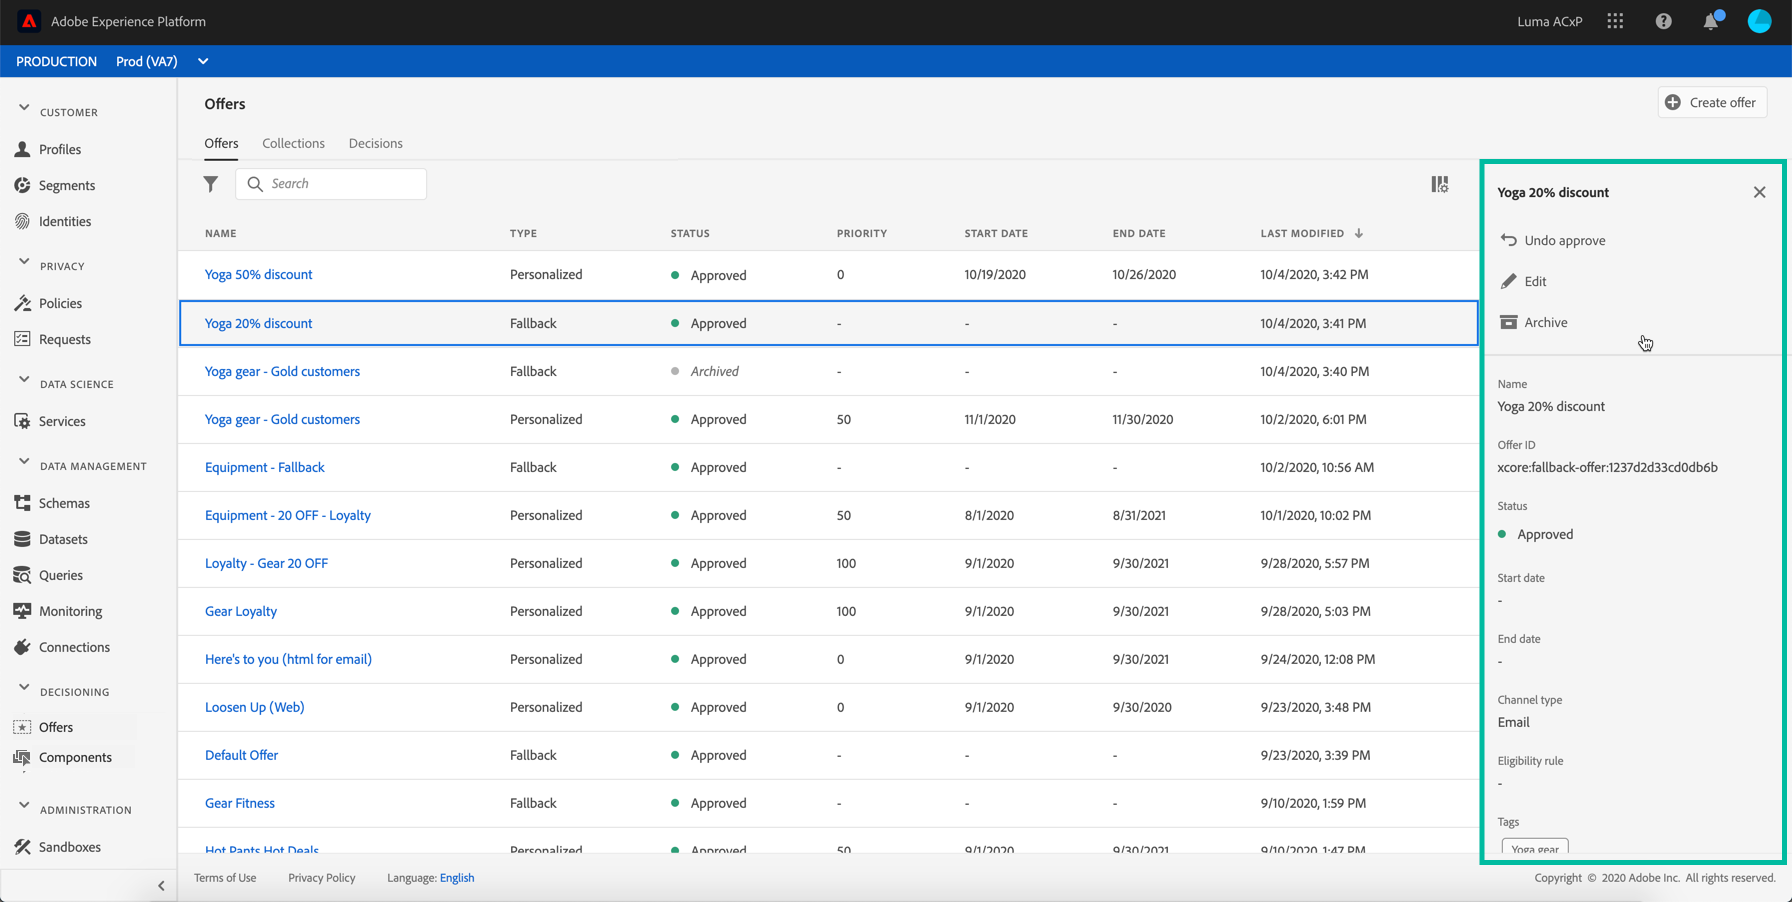 Adobe Experience Platform
Luma ACxP
PRODUCTION Prod (VA7)
CUSTOMER
Profiles
Segments
Identities
PRIVACY
Policies
Requests
DATA SCIENCE
Services
DATA MANAGEMENT
Schemas
Datasets
Queries
Monitoring
Connections
DECISIONING
Offers
Components
ADMINISTRATION
Sandboxes
Offers
Create offer
Offers Collections Decisions
Search
NAME TYPE STATUS PRIORITY START DATE END DATE LAST MODIFIED
Yoga 50% discount Personalized Approved 0 10/19/2020 10/26/2020 10/4/2020, 3:42 PM
Yoga 20% discount Fallback Approved - - - 10/4/2020, 3:41 PM
Yoga gear - Gold customers Fallback Archived - - - 10/4/2020, 3:40 PM
Yoga gear - Gold customers Personalized Approved 50 11/1/2020 11/30/2020 10/2/2020, 6:01 PM
Equipment - Fallback Fallback Approved - - - 10/2/2020, 10:56 AM
Equipment - 20 OFF - Loyalty Personalized Approved 50 8/1/2020 8/31/2021 10/1/2020, 10:02 PM
Loyalty - Gear 20 OFF Personalized Approved 100 9/1/2020 9/30/2021 9/28/2020, 5:57 PM
Gear Loyalty Personalized Approved 100 9/1/2020 9/30/2021 9/28/2020, 5:03 PM
Here's to you (html for email) Personalized Approved 0 9/1/2020 9/30/2021 9/24/2020, 12:08 PM
Loosen Up (Web) Personalized Approved 0 9/1/2020 9/30/2020 9/23/2020, 3:48 PM
Default Offer Fallback Approved - - - 9/23/2020, 3:39 PM
Gear Fitness Fallback Approved - - - 9/10/2020, 1:59 PM
Hot Pants Hot Deals Personalized Approved 50 9/1/2020 9/30/2021 9/10/2020, 1:47 PM
Yoga 20% discount
Undo approve
Edit
Archive
Name
Yoga 20% discount
Offer ID
xcore:fallback-offer:1237d2d33cd0db6b
Status
Approved
Start date
-
End date
-
Channel type
Email
Eligibility rule
-
Tags
Yoga gear
Terms of Use Privacy Policy Language: English
Copyright © 2020 Adobe Inc. All rights reserved.